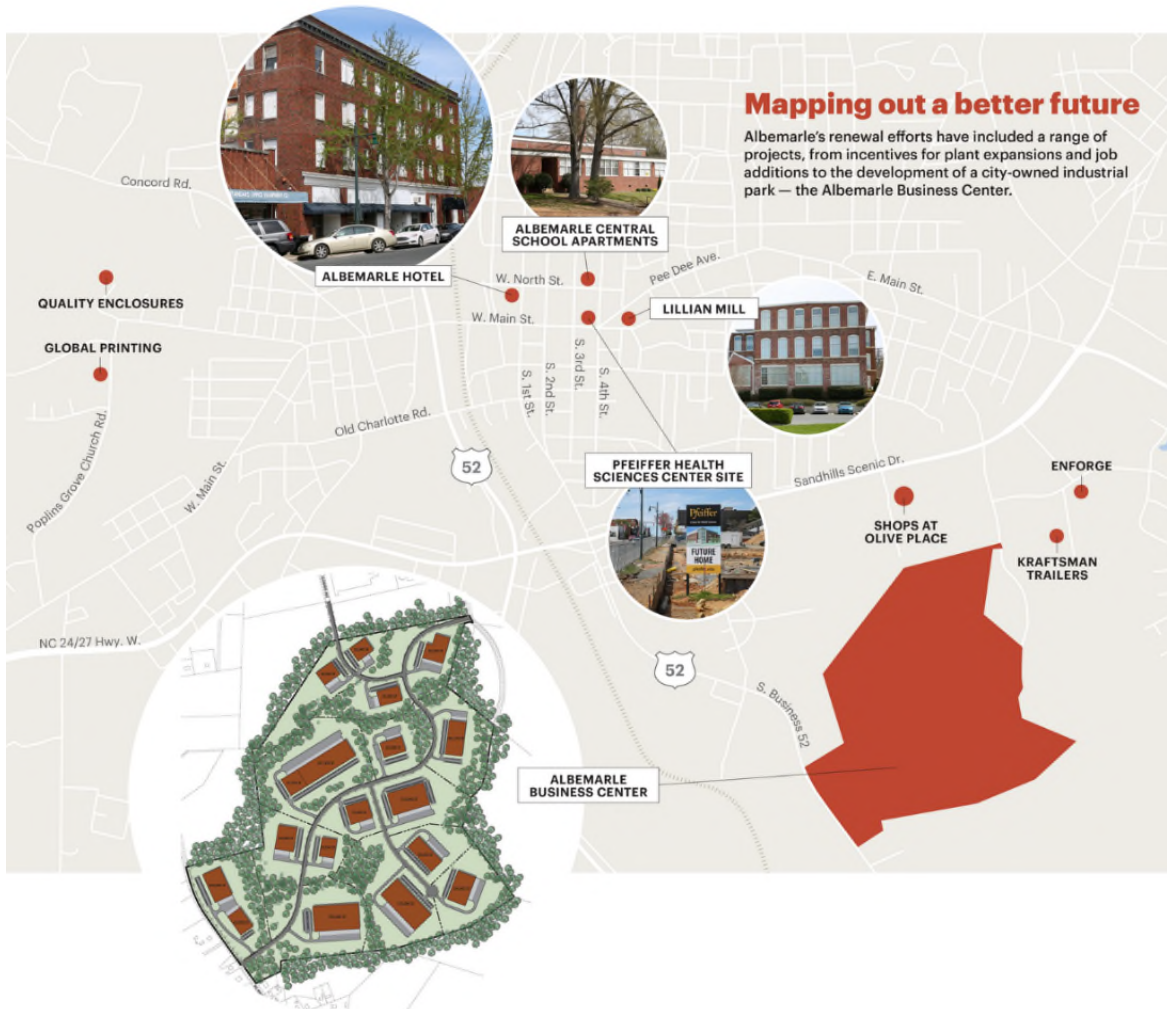 Mapping out a better future
Albemarle's renewal efforts have included a range of
projects, from incentives for plant expansions and job
additions to the development of a city-owned industrial
park — the Albemarle Business Center.
Concord Rd.
ALBEMARLE CENTRAL
SCHOOL APARTMENTS
ALBEMARLE HOTEL
W. North St.
Pee Dee Ave.
E. Main St.
QUALITY ENCLOSURES
LILLIAN MILL
W. Main St.
GLOBAL PRINTING
S. 1st St.
S. 2nd St.
S. 3rd St.
S. 4th St.
Old Charlotte Rd.
Poplins Grove Church Rd.
W. Main St.
52
PFEIFFER HEALTH
SCIENCES CENTER SITE
Sandhills Scenic Dr.
ENFORGE
SHOPS AT
OLIVE PLACE
KRAFTSMAN
TRAILERS
Pfeiffer
FUTURE
HOME
NC 24/27 Hwy. W.
52
S. Business 52
ALBEMARLE
BUSINESS CENTER